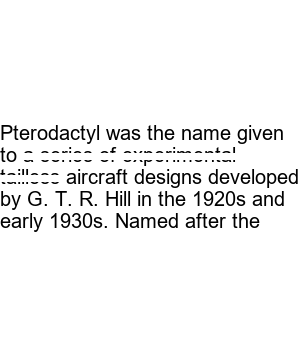 Pterodactyl was the name given
to a series of experimental
tailless aircraft designs developed
by G. T. R. Hill in the 1920s and
early 1930s. Named after the